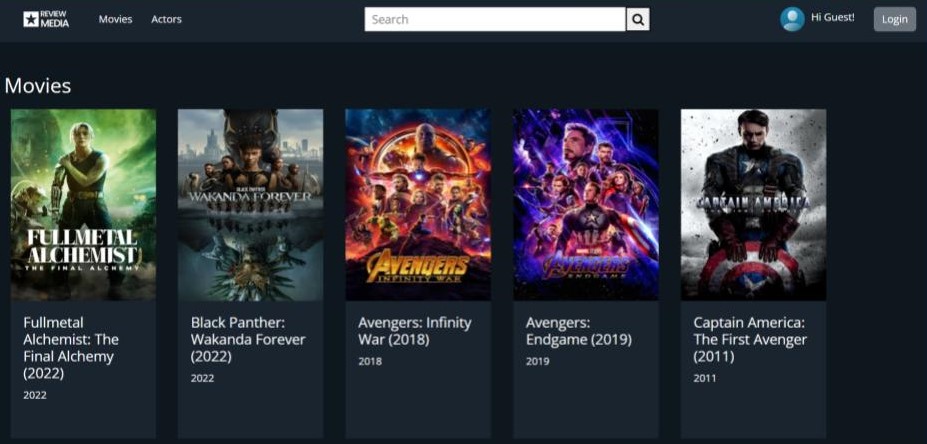 REVIEW
MEDIA
Movies
Actors
Search
Hi Guest!
Login
Movies
FULLMETAL
ALCHEMIST
THE FINAL ALCHEMY
BLACK PANTHER
WAKANDA FOREVER
AVENGERS
INFINITY WAR
AVENGERS
ENDGAME
CAPTAIN AMERICA
Fullmetal
Alchemist: The
Final Alchemy
(2022)
2022
Black Panther:
Wakanda Forever
(2022)
2022
Avengers: Infinity
War (2018)
2018
Avengers:
Endgame (2019)
2019
Captain America:
The First Avenger
(2011)
2011